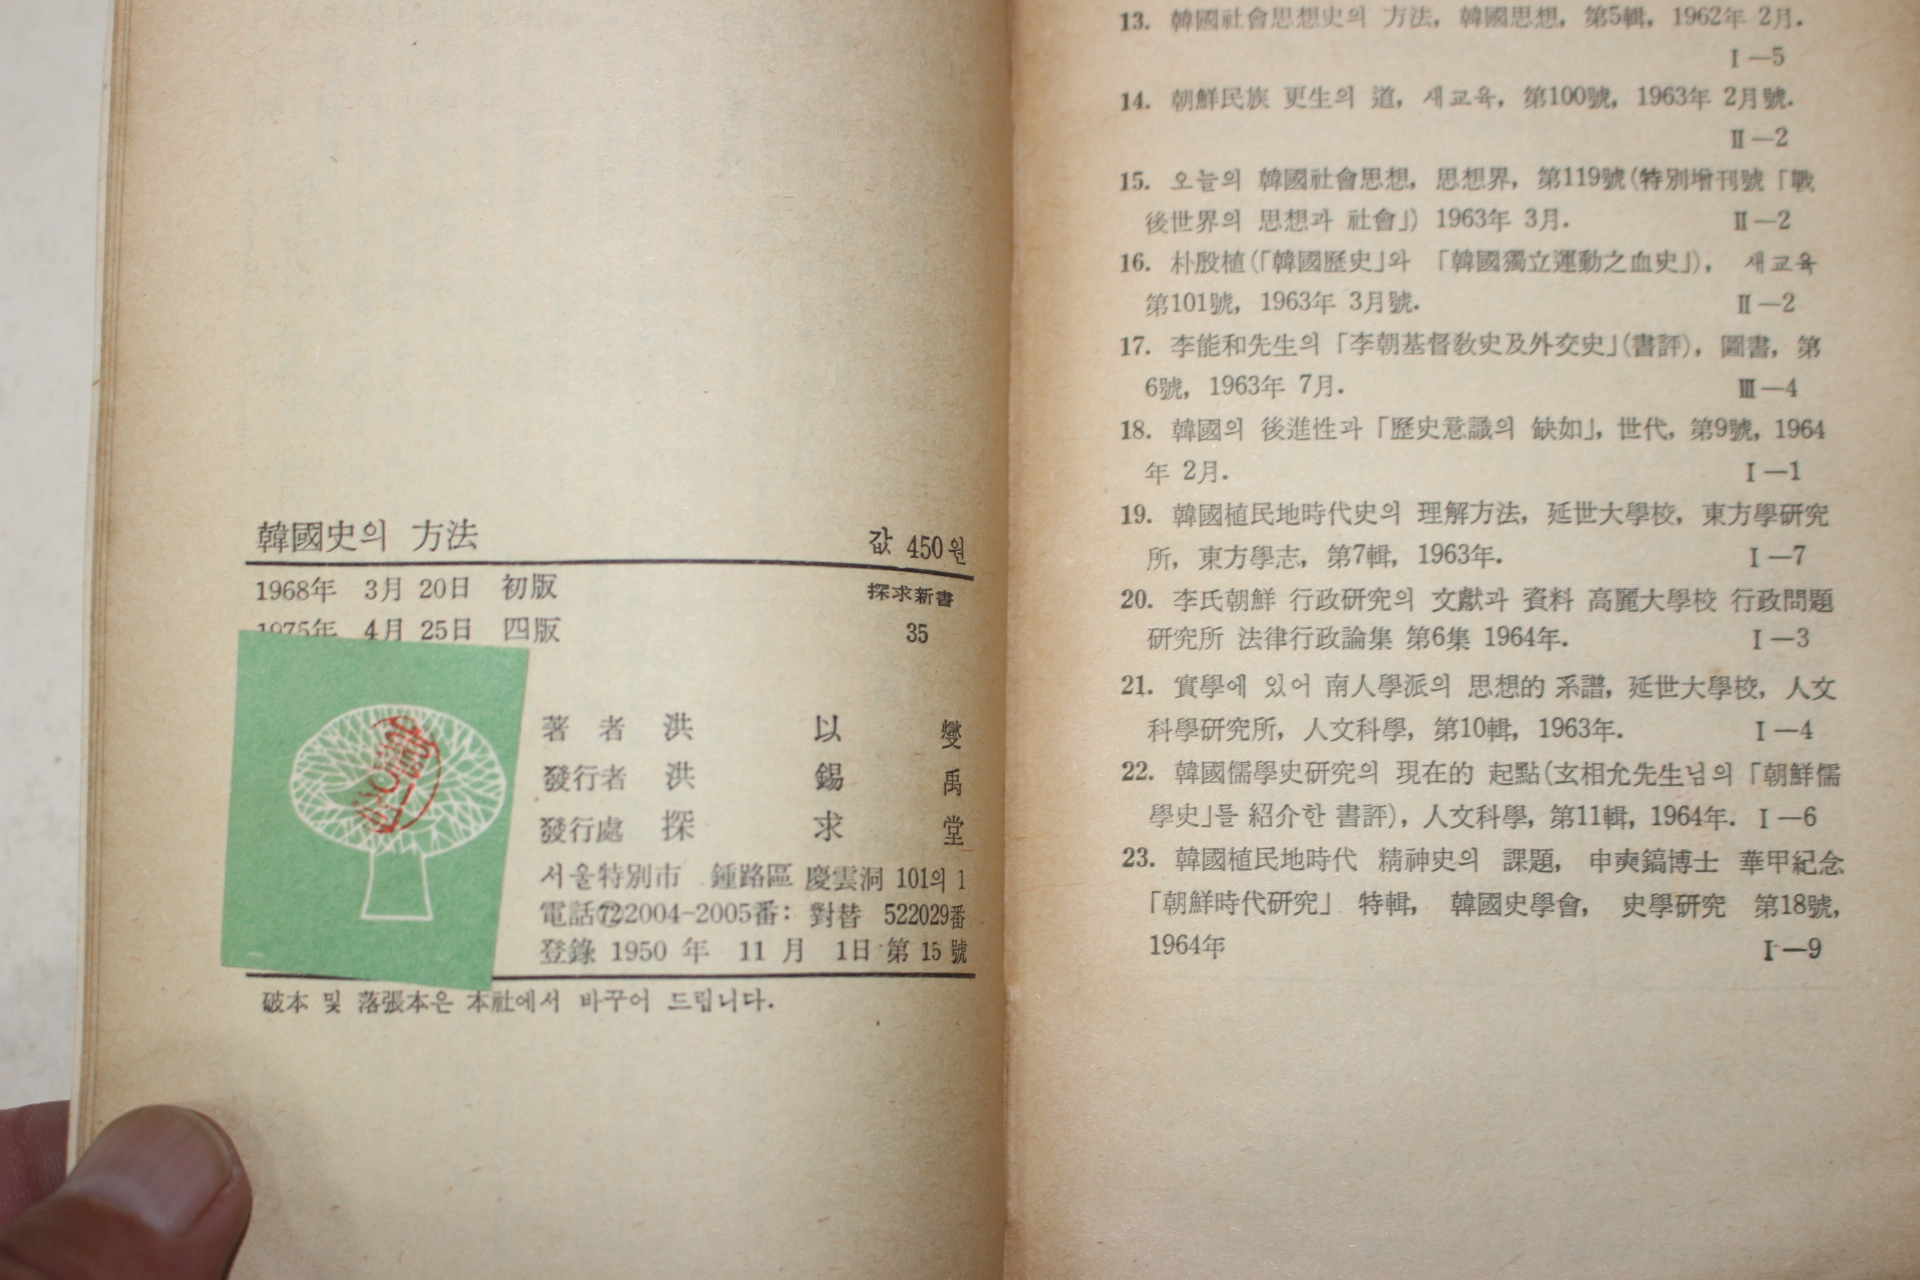 韓國史의 方法 값 450원
1968年 3月 20日 初版 探求新書
1975年 4月 25日 四版 35
著 者 洪 以 燮
發行者 洪 錫 禹
發行處 探 求 堂
서울特別市 鍾路區 慶雲洞 101의 1
電話 72 2004-2005番: 對替 522029番
登錄 1950 年 11 月 1日 第 15 號
破本 및 落張本은 本社에서 바꾸어 드립니다.
13. 韓國社會思想史의 方法, 韓國思想, 第5輯, 1962年 2月.
Ⅰ—5
14. 朝鮮民族 更生의 道, 새교육, 第100號, 1963年 2月號.
Ⅱ—2
15. 오늘의 韓國社會思想, 思想界, 第119號(特別增刊號「戰
後世界의 思想과 社會」) 1963年 3月. Ⅱ—2
16. 朴殷植(「韓國歷史」와 「韓國獨立運動之血史」), 새교육
第101號, 1963年 3月號. Ⅱ—2
17. 李能和先生의「李朝基督敎史及外交史」(書評), 圖書, 第
6號, 1963年 7月. Ⅲ—4
18. 韓國의 後進性과「歷史意識의 缺如」, 世代, 第9號, 1964
年 2月. Ⅰ—1
19. 韓國植民地時代史의 理解方法, 延世大學校, 東方學研究
所, 東方學志, 第7輯, 1963年. Ⅰ—7
20. 李氏朝鮮 行政研究의 文獻과 資料 高麗大學校 行政問題
研究所 法律行政論集 第6集 1964年. Ⅰ—3
21. 實學에 있어 南人學派의 思想的 系譜, 延世大學校, 人文
科學研究所, 人文科學, 第10輯, 1963年. Ⅰ—4
22. 韓國儒學史研究의 現在的 起點(玄相允先生님의「朝鮮儒
學史」를 紹介한 書評), 人文科學, 第11輯, 1964年. Ⅰ—6
23. 韓國植民地時代 精神史의 課題, 申奭鎬博士 華甲紀念
「朝鮮時代研究」 特輯, 韓國史學會, 史學研究 第18號,
1964年 Ⅰ—9